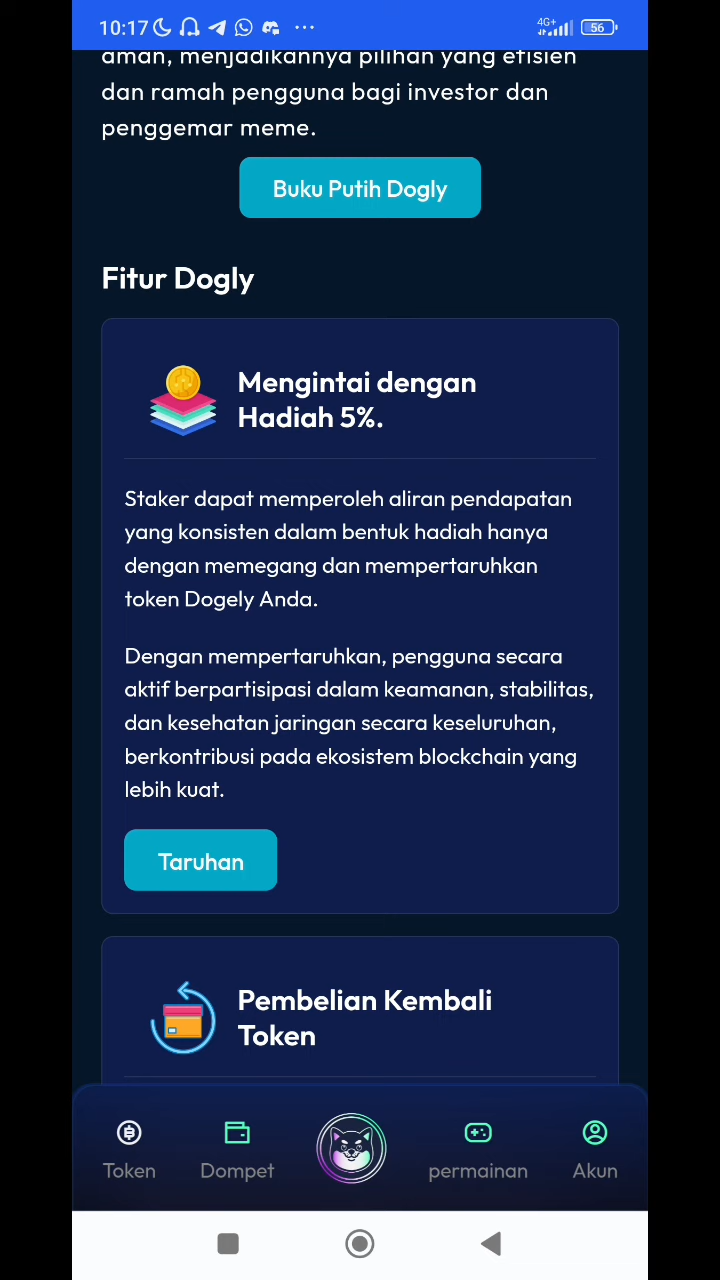 10:17
4G+
56
aman, menjadikannya pilihan yang efisien
dan ramah pengguna bagi investor dan
penggemar meme.
Buku Putih Dogly
Fitur Dogly
Mengintai dengan
Hadiah 5%.
Staker dapat memperoleh aliran pendapatan
yang konsisten dalam bentuk hadiah hanya
dengan memegang dan mempertaruhkan
token Dogely Anda.
Dengan mempertaruhkan, pengguna secara
aktif berpartisipasi dalam keamanan, stabilitas,
dan kesehatan jaringan secara keseluruhan,
berkontribusi pada ekosistem blockchain yang
lebih kuat.
Taruhan
Pembelian Kembali
Token
Token
Dompet
permainan
Akun